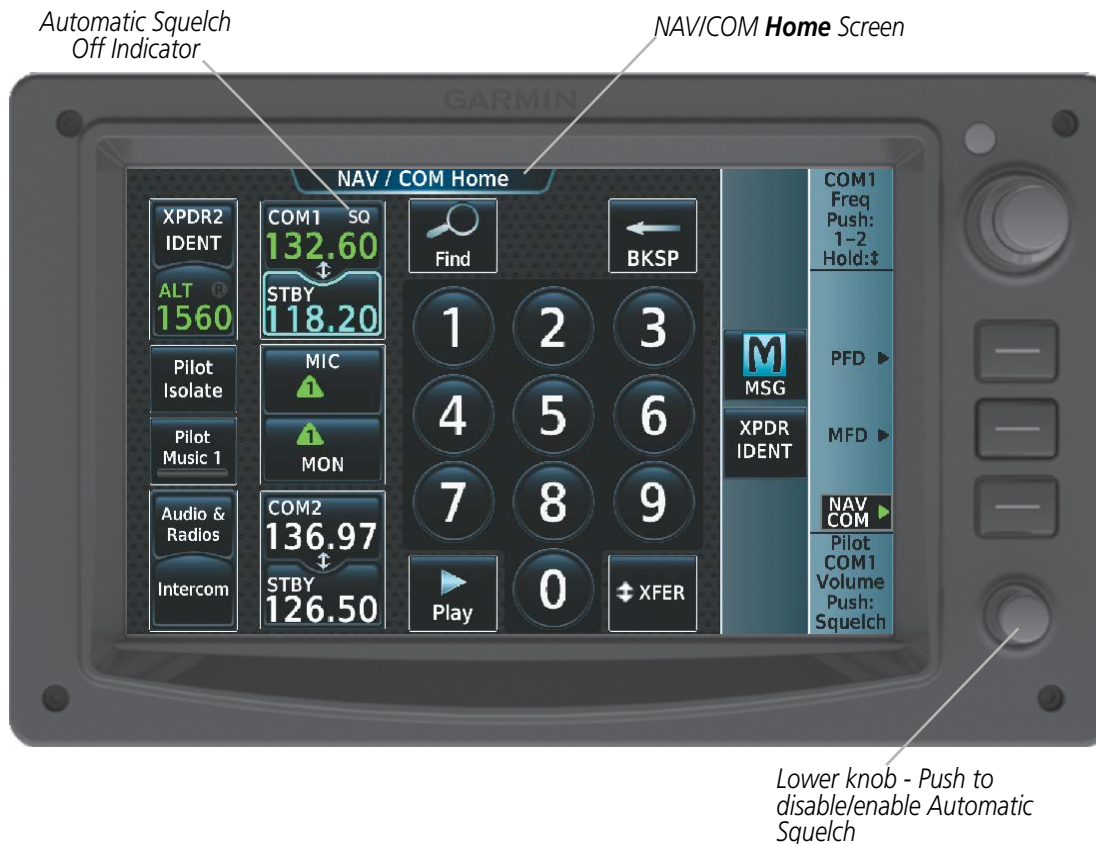 Automatic Squelch
Off Indicator
NAV/COM Home Screen
GARMIN
NAV / COM Home
XPDR2
IDENT
ALT R
1560
Pilot
Isolate
Pilot
Music 1
Audio &
Radios
Intercom
COM1 SQ
132.60
STBY
118.20
MIC
1
1
MON
COM2
136.97
STBY
126.50
Find
BKSP
1 2 3
4 5 6
7 8 9
Play
0
XFER
M
MSG
XPDR
IDENT
COM1
Freq
Push:
1–2
Hold:↕
PFD
MFD
NAV
COM
Pilot
COM1
Volume
Push:
Squelch
Lower knob - Push to
disable/enable Automatic
Squelch